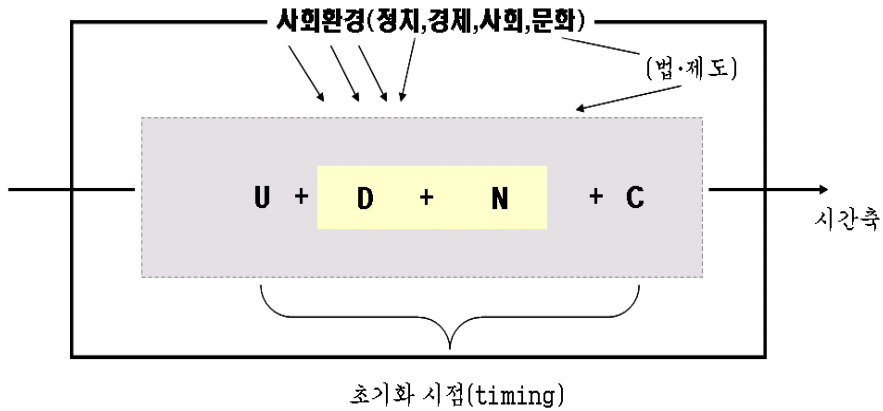 사회환경(정치,경제,사회,문화)
(법·제도)
U + D + N + C
시간축
초기화 시점(timing)